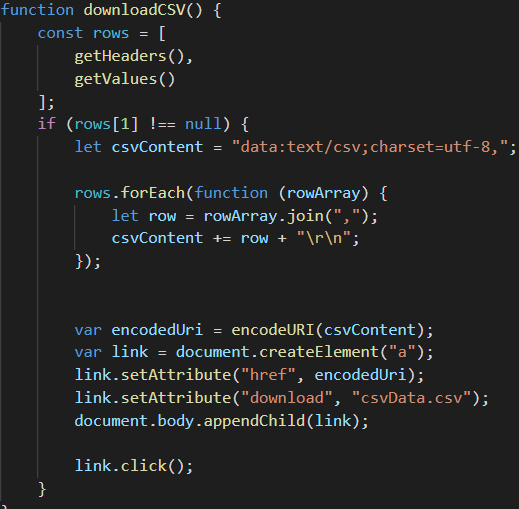 function downloadCSV() {
    const rows = [
        getHeaders(),
        getValues()
    ];
    if (rows[1] !== null) {
        let csvContent = "data:text/csv;charset=utf-8,";

        rows.forEach(function (rowArray) {
            let row = rowArray.join(",");
            csvContent += row + "\r\n";
        });


        var encodedUri = encodeURI(csvContent);
        var link = document.createElement("a");
        link.setAttribute("href", encodedUri);
        link.setAttribute("download", "csvData.csv");
        document.body.appendChild(link);

        link.click();
    }
}